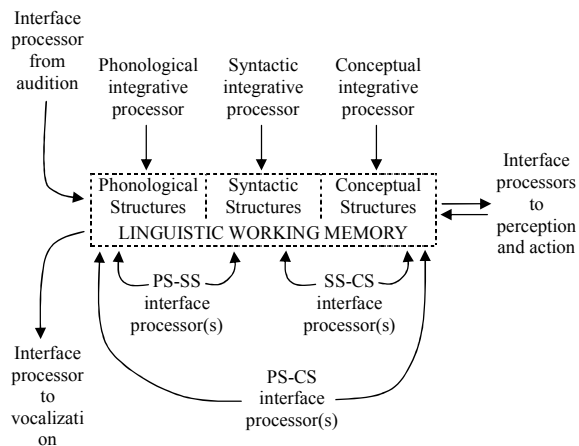 Interface
processor
from
audition
Phonological
integrative
processor
Syntactic
integrative
processor
Conceptual
integrative
processor
Phonological
Structures
Syntactic
Structures
Conceptual
Structures
LINGUISTIC WORKING MEMORY
Interface
processors
to
perception
and action
PS-SS
interface
processor(s)
SS-CS
interface
processor(s)
PS-CS
interface
processor(s)
Interface
processor
to
vocalizati
on